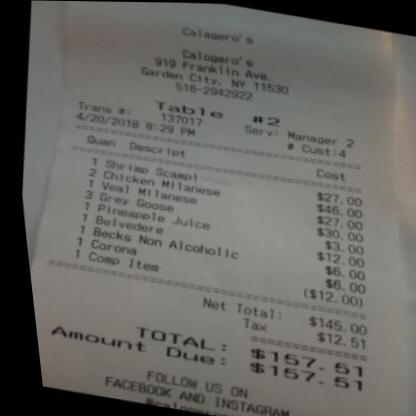 Calagero's
Calogero's
919 Franklin Ave.
Garden City, NY 11530
516-2942922
Table #2
Trans #: 137017 Serv: Manager 2
4/20/2018 8:29 PM # Cust:4
Quan Descript Cost
1 Shrimp Scampi $27.00
2 Chicken Milanese $46.00
1 Veal Milanese $27.00
3 Grey Goose $30.00
1 Pineapple Juice $3.00
1 Belvedere $12.00
1 Becks Non Alcoholic $6.00
1 Corona $6.00
1 Comp Item ($12.00)
Net Total: $145.00
Tax $12.51
TOTAL: $157.51
Amount Due: $157.51
FOLLOW US ON
FACEBOOK AND INSTAGRAM